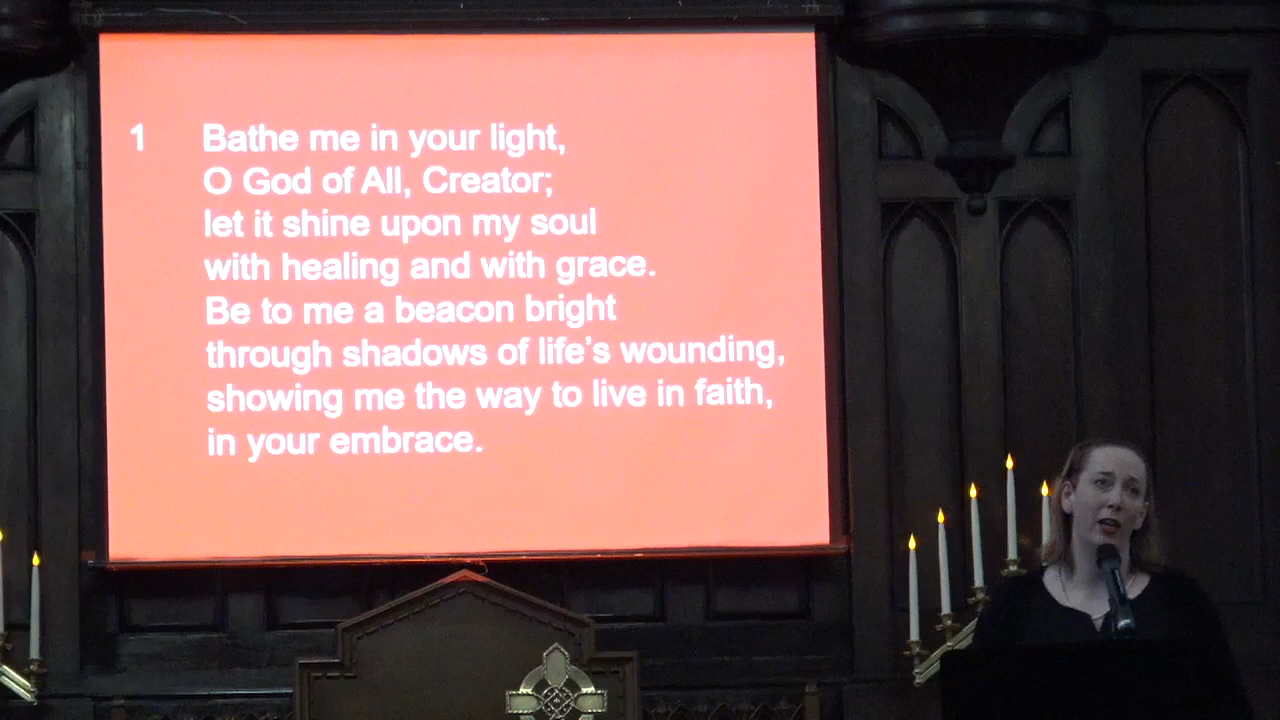 1 Bathe me in your light,
O God of All, Creator;
let it shine upon my soul
with healing and with grace.
Be to me a beacon bright
through shadows of life’s wounding,
showing me the way to live in faith,
in your embrace.